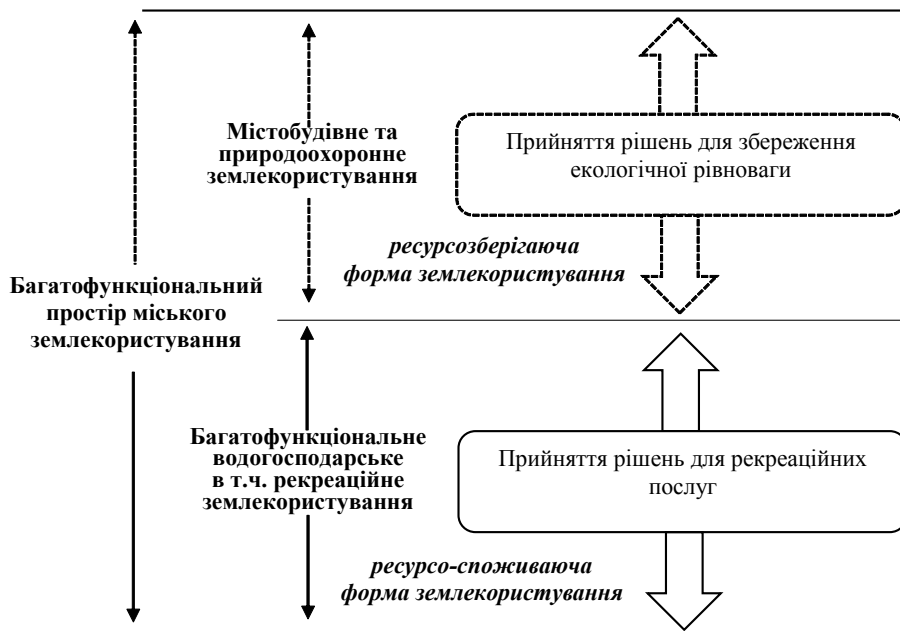 Містобудівне та
природоохоронне
землекористування
Прийняття рішень для збереження
екологічної рівноваги
ресурсозберігаюча
форма землекористування
Багатофункціональний
простір міського
землекористування
Багатофункціональне
водогосподарське
в т.ч. рекреаційне
землекористування
Прийняття рішень для рекреаційних
послуг
ресурсо-споживаюча
форма землекористування